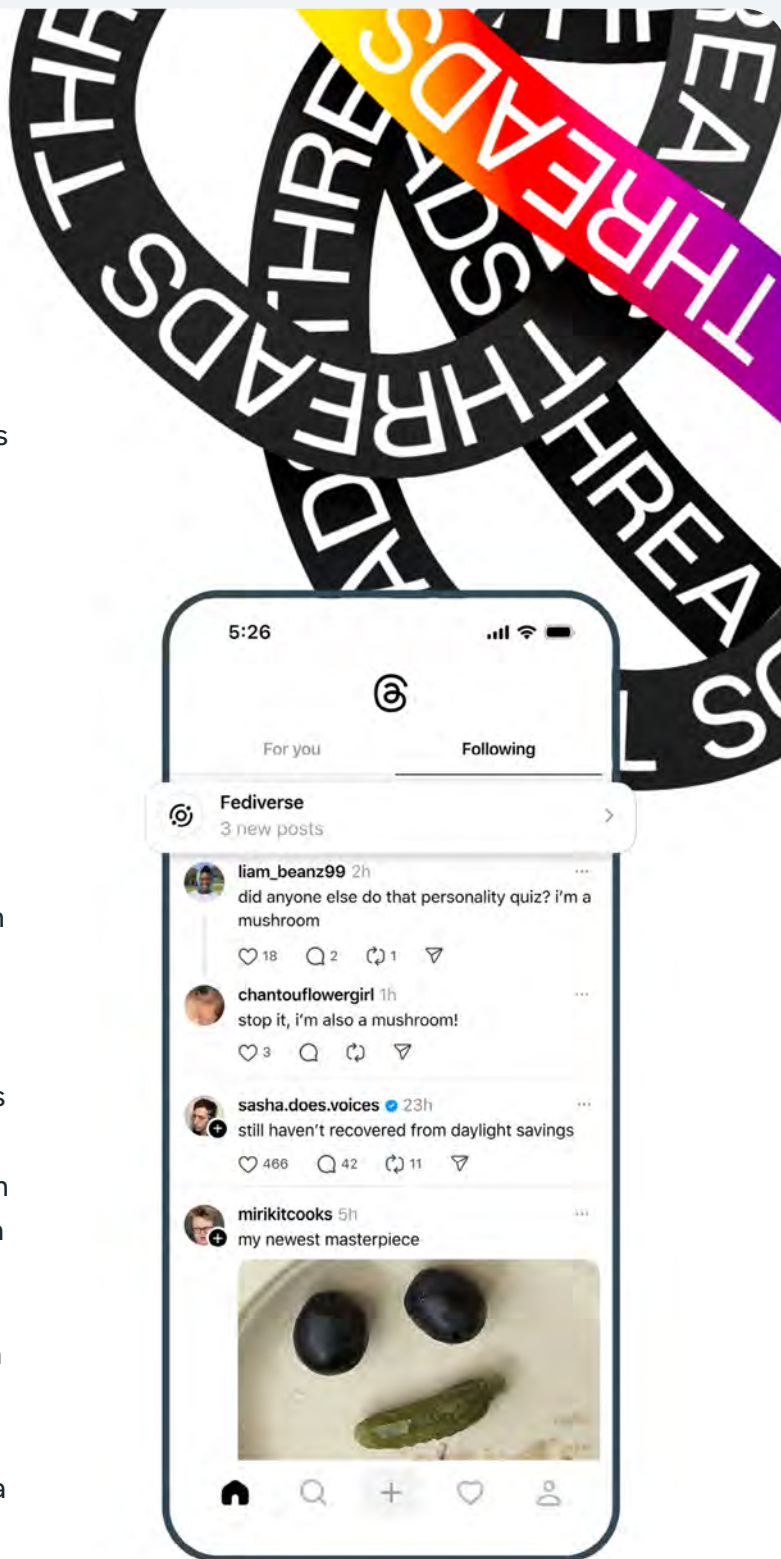 THREADS
THREADS
THREADS
5:26
For you
Following
Fediverse
3 new posts
liam_beanz99 2h
did anyone else do that personality quiz? i'm a
mushroom
18 2 1
chantouflowergirl 1h
stop it, i'm also a mushroom!
3
sasha.does.voices 23h
still haven't recovered from daylight savings
466 42 11
mirikitcooks 5h
my newest masterpiece